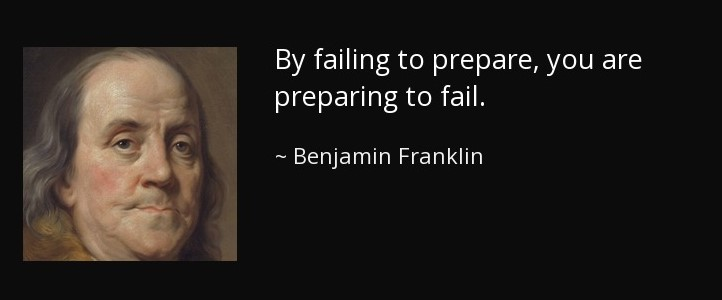 By failing to prepare, you are
preparing to fail.
~ Benjamin Franklin